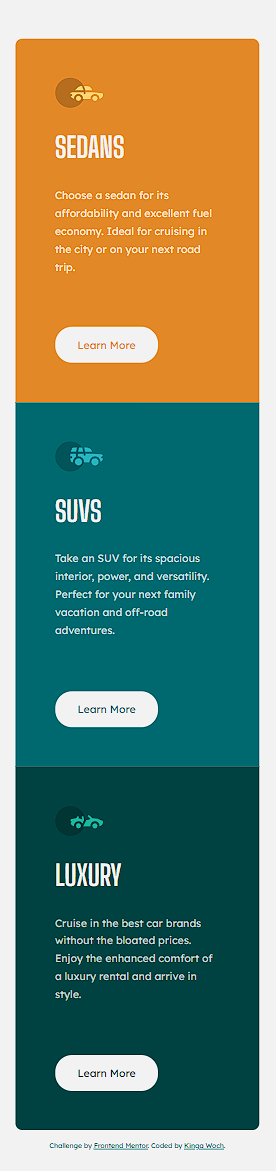 SEDANS
Choose a sedan for its
affordability and excellent fuel
economy. Ideal for cruising in
the city or on your next road
trip.
Learn More
SUVS
Take an SUV for its spacious
interior, power, and versatility.
Perfect for your next family
vacation and off-road
adventures.
Learn More
LUXURY
Cruise in the best car brands
without the bloated prices.
Enjoy the enhanced comfort of
a luxury rental and arrive in
style.
Learn More
Challenge by Frontend Mentor. Coded by Kinga Woch.